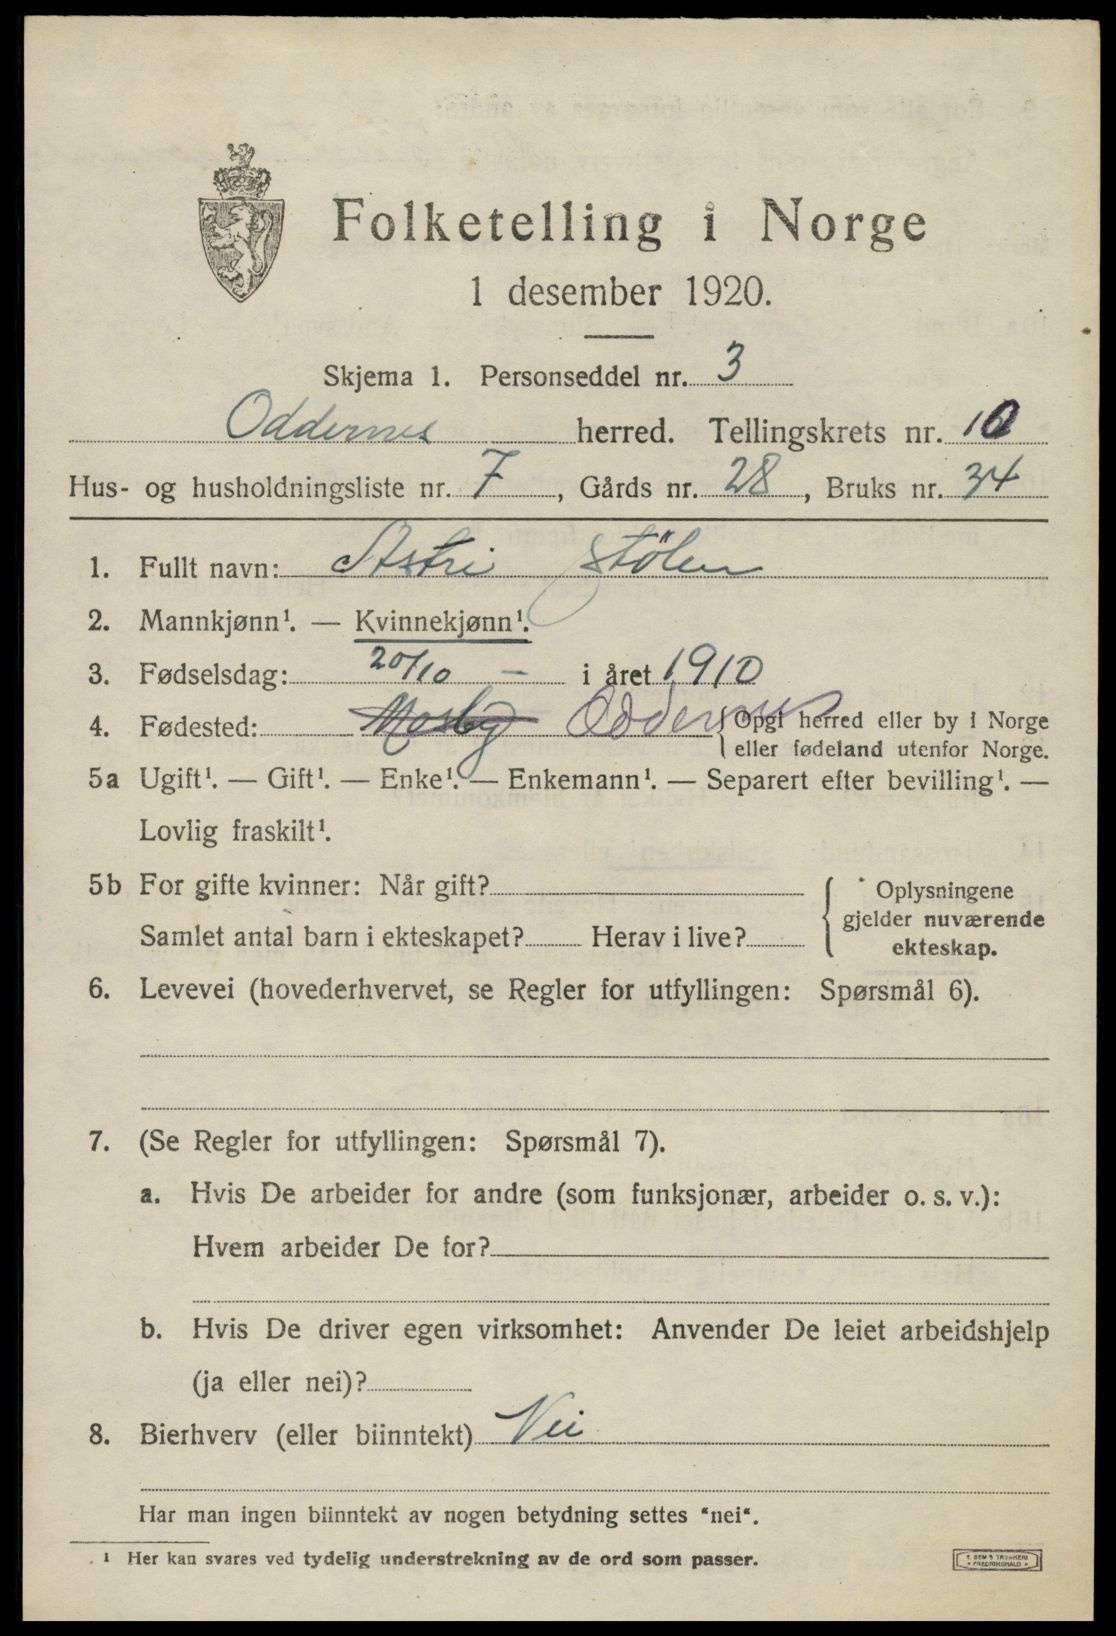 Folketelling i Norge
1 desember 1920.
Skjema 1. Personseddel nr. 3
Oddernes herred. Tellingskrets nr. 10
Hus- og husholdningsliste nr. 7, Gårds nr. 28, Bruks nr. 34
1. Fullt navn: Astri Stölen
2. Mannkjønn¹. — Kvinnekjønn¹.
3. Fødselsdag: 20/10 - i året 1910
4. Fødested: Mosby Oddernes {Opgi herred eller by i Norge
eller fødeland utenfor Norge.
5a Ugift¹. — Gift¹. — Enke¹. — Enkemann¹. — Separert efter bevilling¹. —
Lovlig fraskilt¹.
5b For gifte kvinner: Når gift?
Samlet antal barn i ekteskapet? Herav i live?
{ Oplysningene
gjelder nuværende
ekteskap.
6. Levevei (hovederhvervet, se Regler for utfyllingen: Spørsmål 6).
7. (Se Regler for utfyllingen: Spørsmål 7).
a. Hvis De arbeider for andre (som funksjonær, arbeider o. s. v.):
Hvem arbeider De for?
b. Hvis De driver egen virksomhet: Anvender De leiet arbeidshjelp
(ja eller nei)?
8. Bierhverv (eller biinntekt) Nei
Har man ingen biinntekt av nogen betydning settes "nei".
¹ Her kan svares ved tydelig understrekning av de ord som passer.
E. SEM'S TRYKKERI
• FREDRIKSHALD •